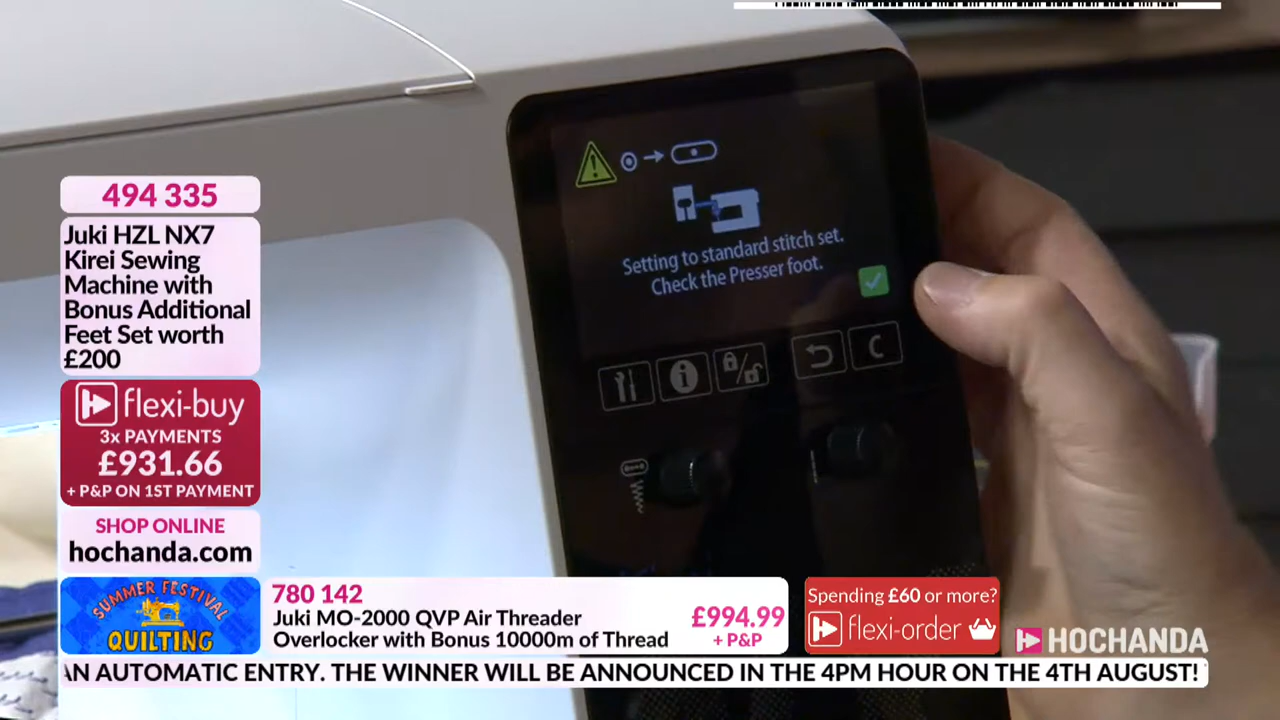 Setting to standard stitch set.
Check the Presser foot.
494 335
Juki HZL NX7
Kirei Sewing
Machine with
Bonus Additional
Feet Set worth
£200
flexi-buy
3x PAYMENTS
£931.66
+ P&P ON 1ST PAYMENT
SHOP ONLINE
hochanda.com
SUMMER FESTIVAL
QUILTING
780 142
Juki MO-2000 QVP Air Threader
Overlocker with Bonus 10000m of Thread
£994.99
+ P&P
Spending £60 or more?
flexi-order
HOCHANDA
AN AUTOMATIC ENTRY. THE WINNER WILL BE ANNOUNCED IN THE 4PM HOUR ON THE 4TH AUGUST!